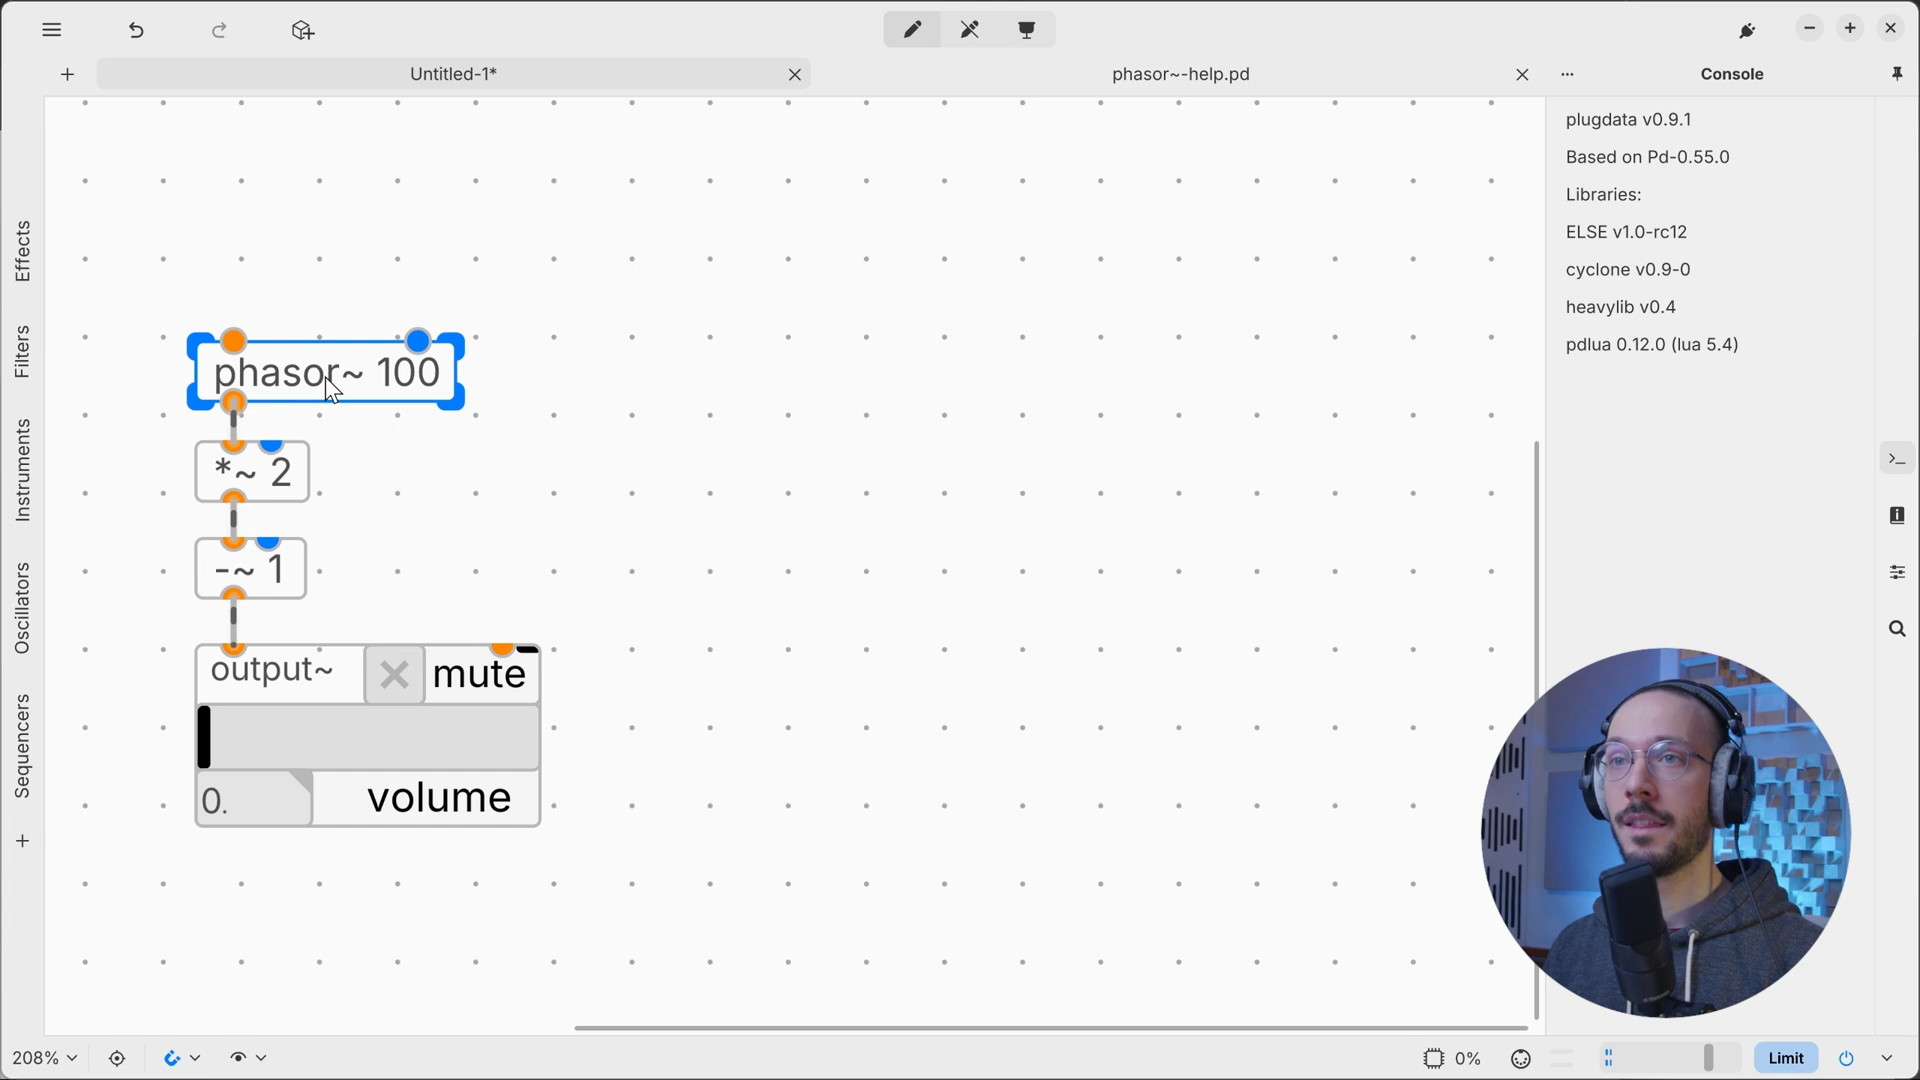 Untitled-1*
phasor~-help.pd
Console
plugdata v0.9.1
Based on Pd-0.55.0
Libraries:
ELSE v1.0-rc12
cyclone v0.9-0
heavylib v0.4
pdlua 0.12.0 (lua 5.4)
Effects
Filters
Instruments
Oscillators
Sequencers
phasor~ 100
*~ 2
-~ 1
output~
mute
0.
volume
208%
0%
Limit